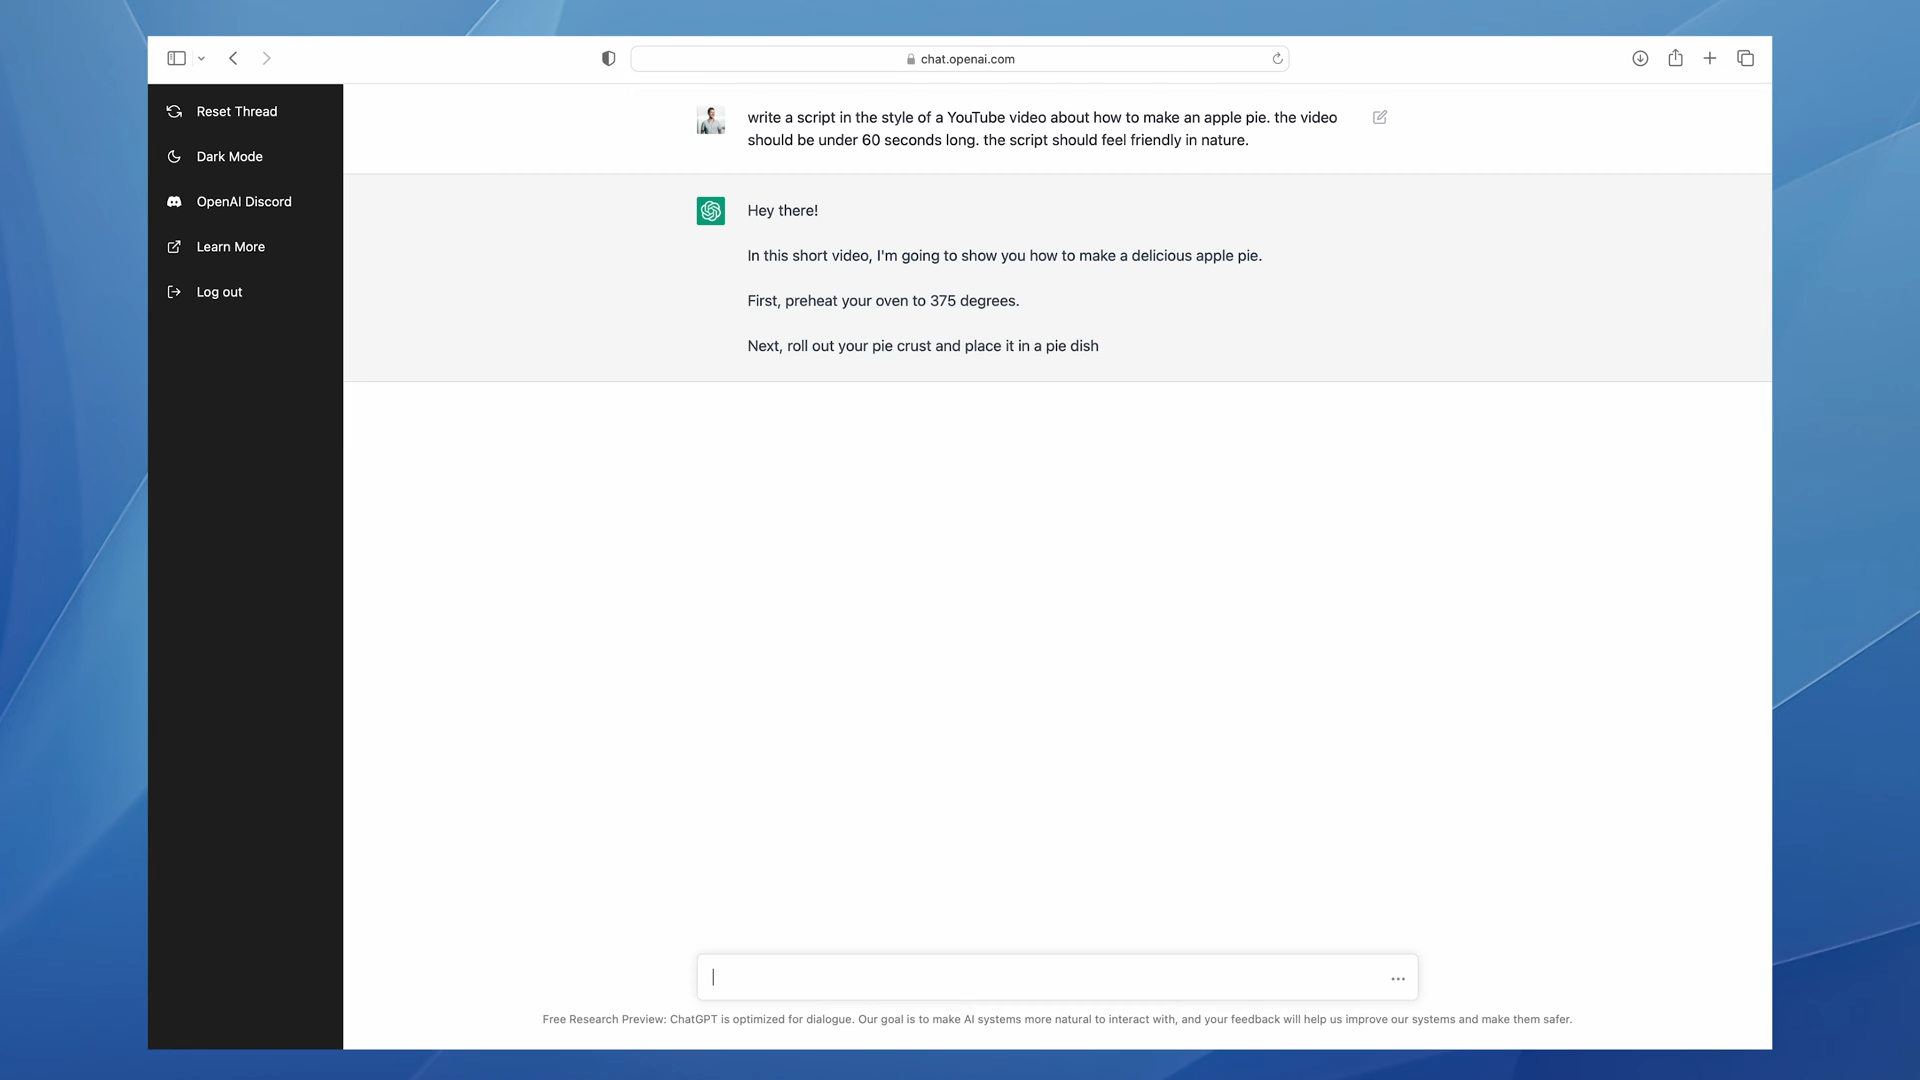 chat.openai.com
Reset Thread
Dark Mode
OpenAI Discord
Learn More
Log out
write a script in the style of a YouTube video about how to make an apple pie. the video
should be under 60 seconds long. the script should feel friendly in nature.
Hey there!
In this short video, I'm going to show you how to make a delicious apple pie.
First, preheat your oven to 375 degrees.
Next, roll out your pie crust and place it in a pie dish
Free Research Preview: ChatGPT is optimized for dialogue. Our goal is to make AI systems more natural to interact with, and your feedback will help us improve our systems and make them safer.